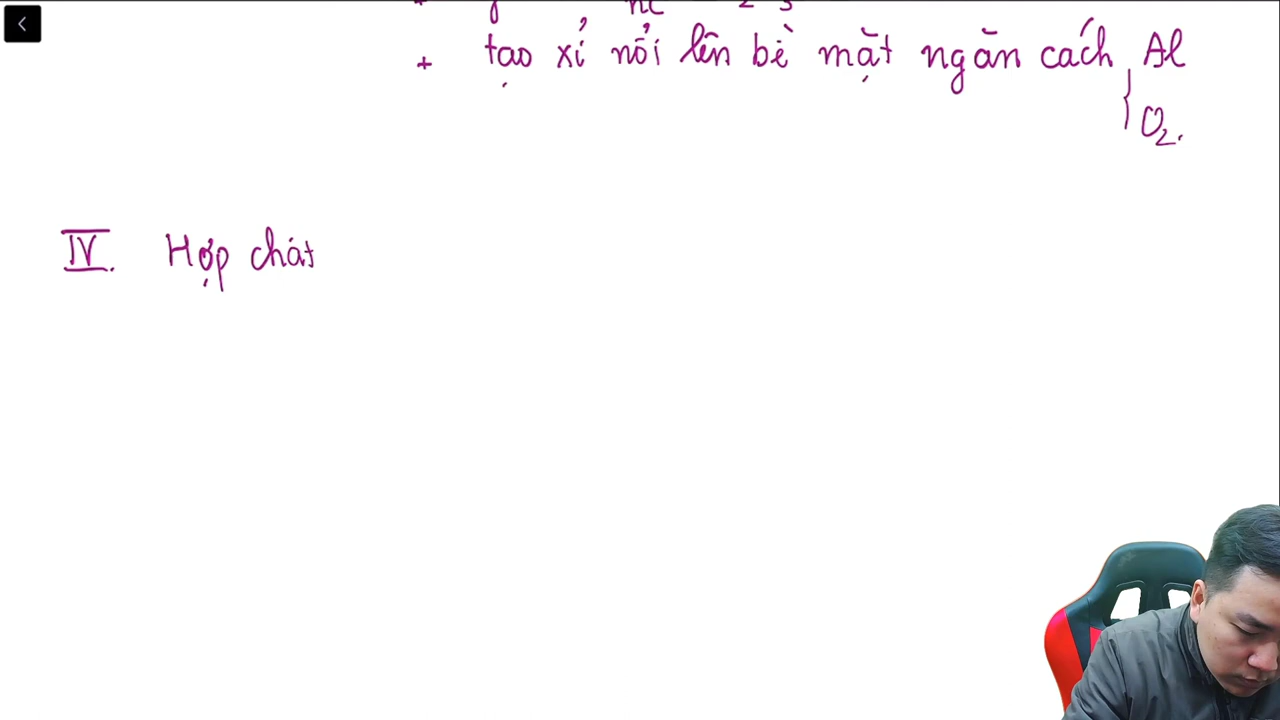 + tạo xỉ nổi lên bề mặt ngăn cách { Al
O₂.
IV. Hợp chất